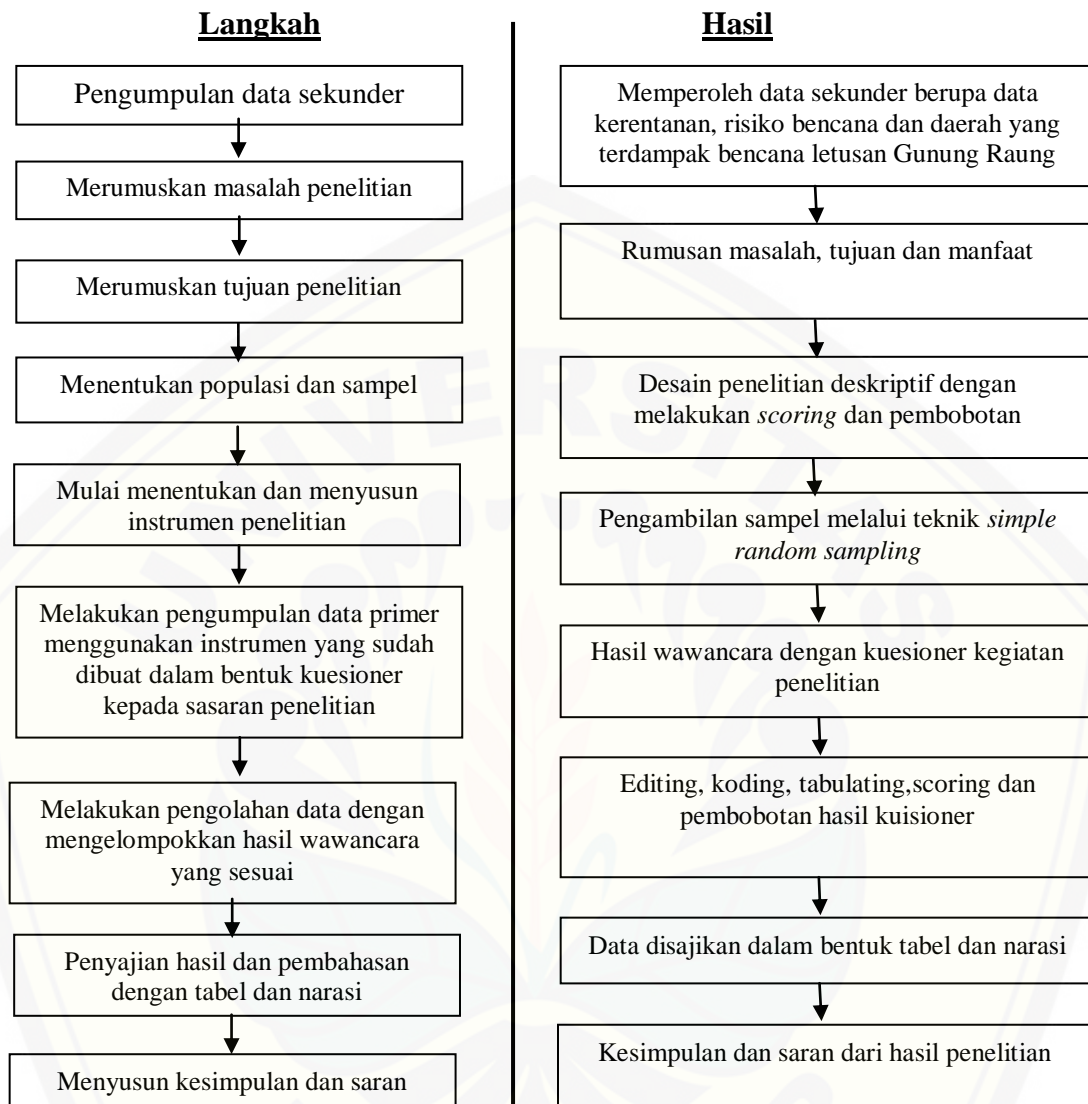 Langkah
Pengumpulan data sekunder
Merumuskan masalah penelitian
Merumuskan tujuan penelitian
Menentukan populasi dan sampel
Mulai menentukan dan menyusun
instrumen penelitian
Melakukan pengumpulan data primer
menggunakan instrumen yang sudah
dibuat dalam bentuk kuesioner
kepada sasaran penelitian
Melakukan pengolahan data dengan
mengelompokkan hasil wawancara
yang sesuai
Penyajian hasil dan pembahasan
dengan tabel dan narasi
Menyusun kesimpulan dan saran
Hasil
Memperoleh data sekunder berupa data
kerentanan, risiko bencana dan daerah yang
terdampak bencana letusan Gunung Raung
Rumusan masalah, tujuan dan manfaat
Desain penelitian deskriptif dengan
melakukan scoring dan pembobotan
Pengambilan sampel melalui teknik simple
random sampling
Hasil wawancara dengan kuesioner kegiatan
penelitian
Editing, koding, tabulating,scoring dan
pembobotan hasil kuisioner
Data disajikan dalam bentuk tabel dan narasi
Kesimpulan dan saran dari hasil penelitian
UNIVERSITAS